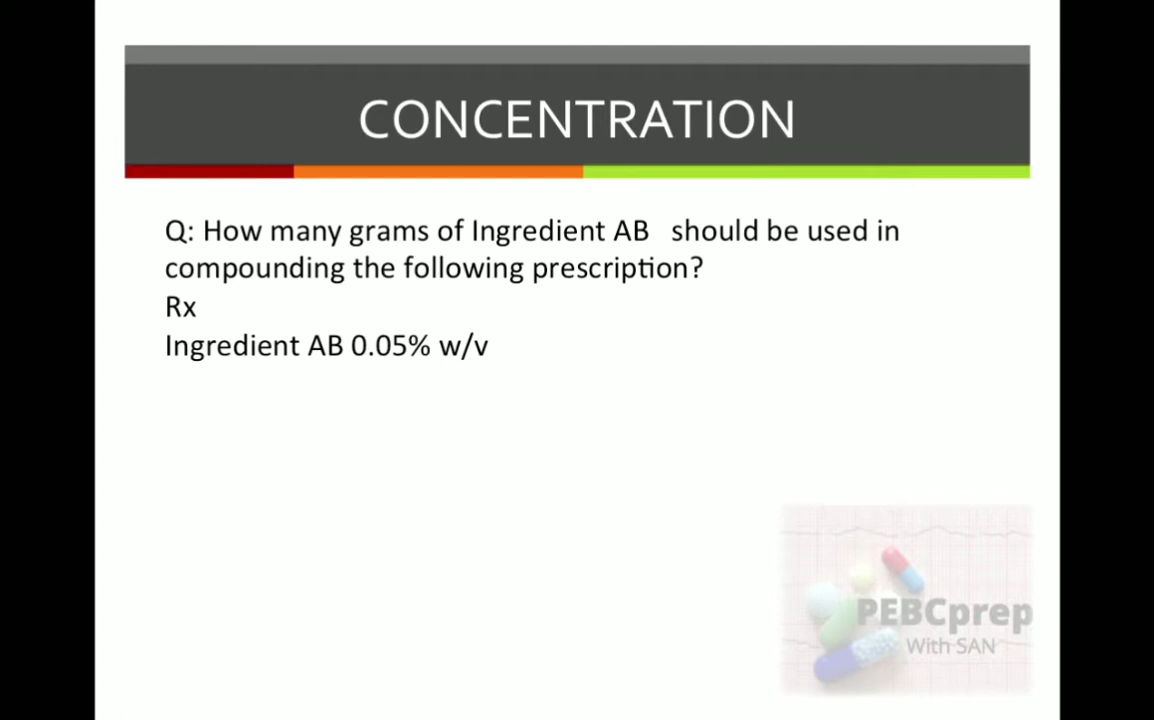 CONCENTRATION
Q: How many grams of Ingredient AB should be used in
compounding the following prescription?
Rx
Ingredient AB 0.05% w/v
PEBCprep
With SAN